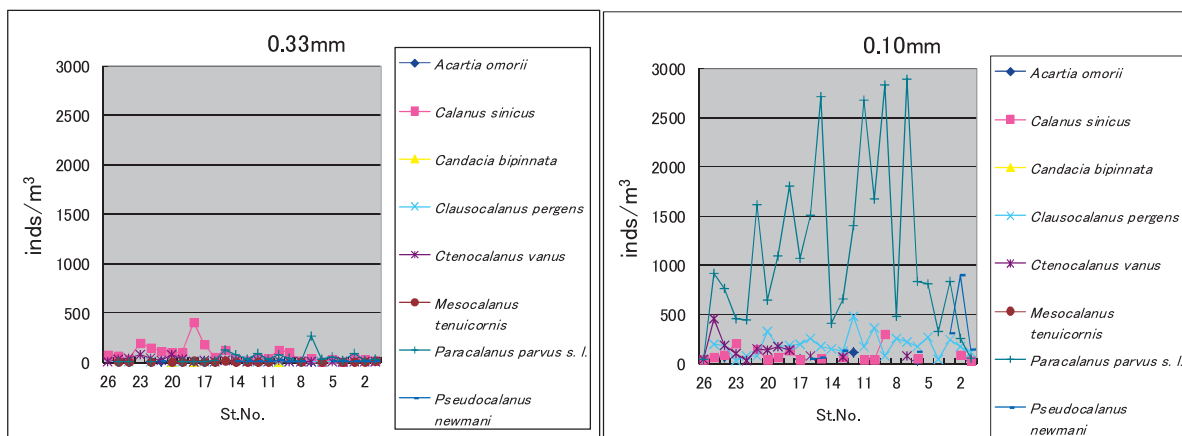 0.33mm
3000
2500
2000
1500
1000
500
0
inds/m³
26 23 20 17 14 11 8 5 2
St.No.
Acartia omorii
Calanus sinicus
Candacia bipinnata
Clausocalanus pergens
Ctenocalanus vanus
Mesocalanus
tenuicornis
Paracalanus parvus s. l.
Pseudocalanus
newmani
0.10mm
3000
2500
2000
1500
1000
500
0
inds/m³
26 23 20 17 14 11 8 5 2
St.No.
Acartia omorii
Calanus sinicus
Candacia bipinnata
Clausocalanus pergens
Ctenocalanus vanus
Mesocalanus
tenuicornis
Paracalanus parvus s. l.
Pseudocalanus
newmani